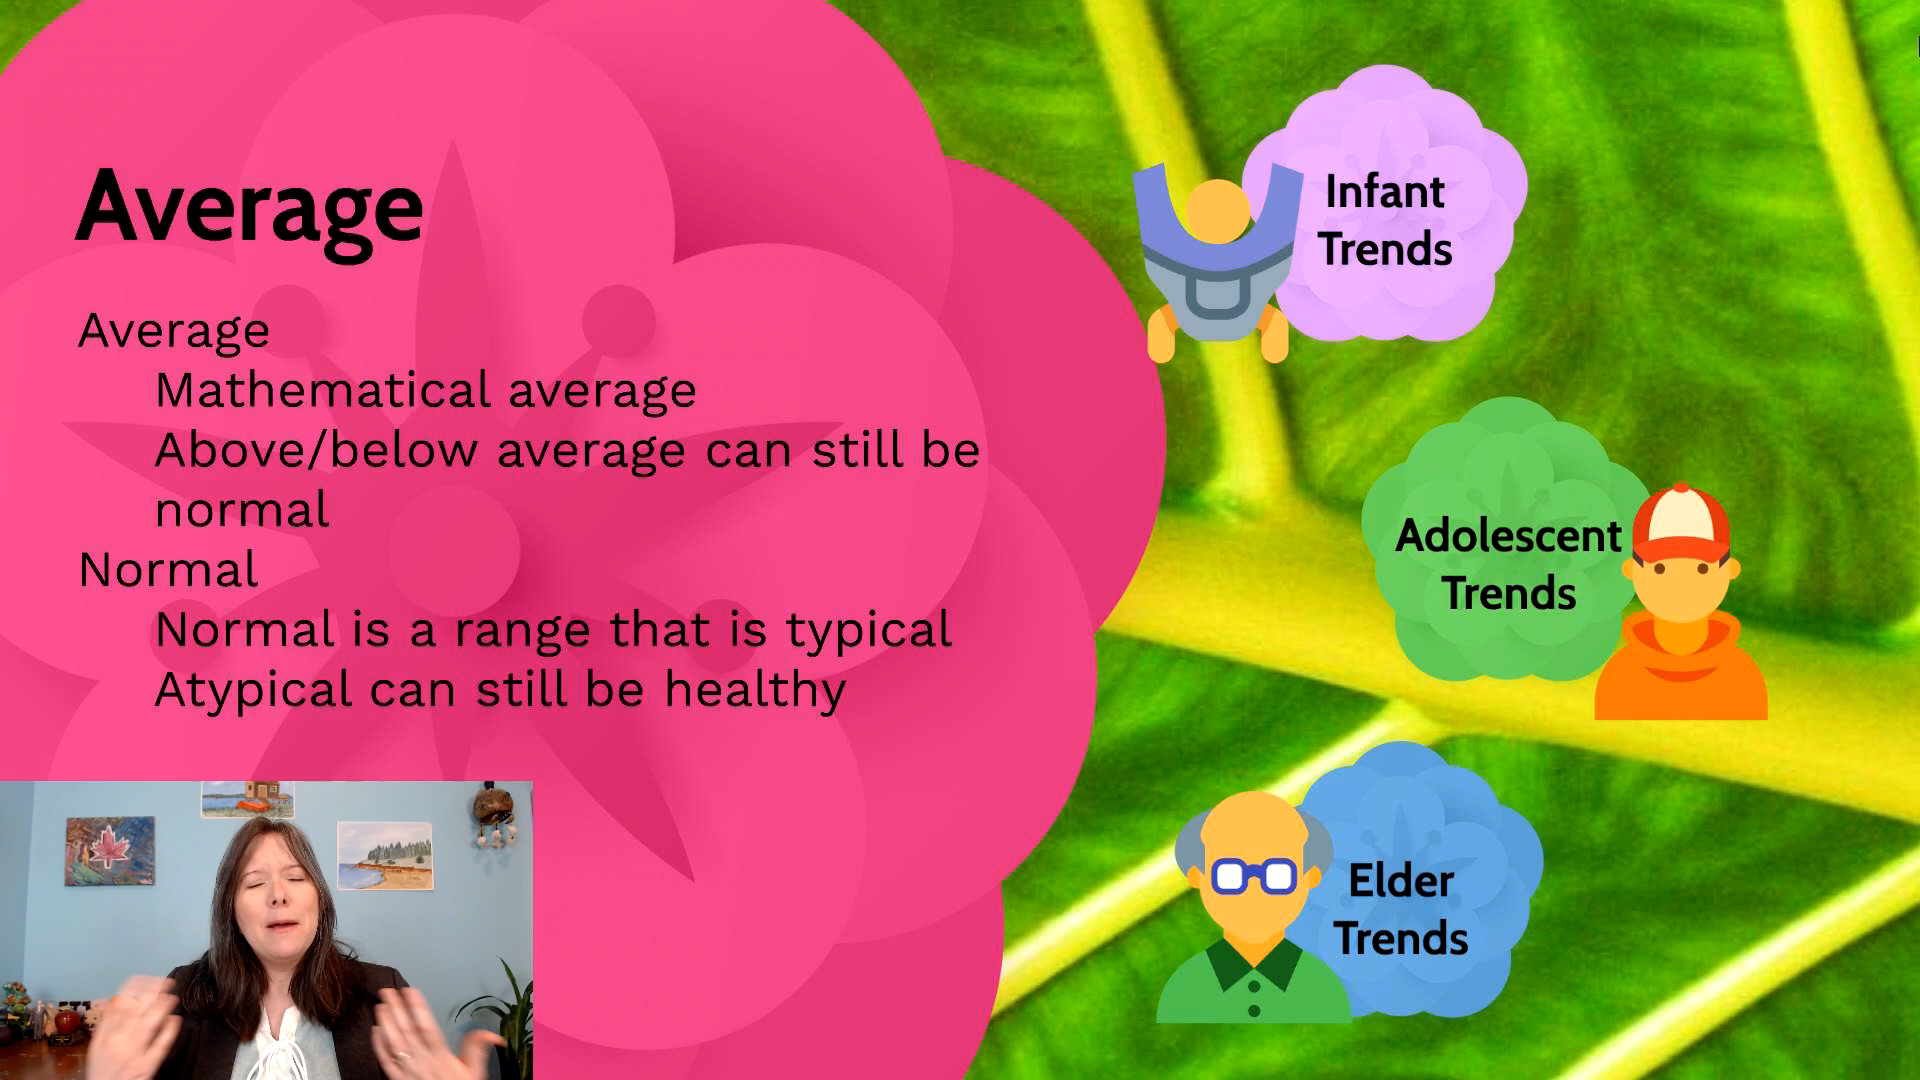 Average
Average
Mathematical average
Above/below average can still be
normal
Normal
Normal is a range that is typical
Atypical can still be healthy
Infant
Trends
Adolescent
Trends
Elder
Trends